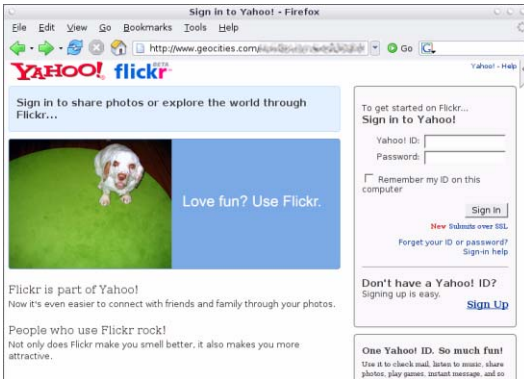 Sign in to Yahoo! - Firefox
File Edit View Go Bookmarks Tools Help
http://www.geocities.com/
Go
YAHOO! flickr BETA
Yahoo! - Help
Sign in to share photos or explore the world through
Flickr...
Love fun? Use Flickr.
Flickr is part of Yahoo!
Now it's even easier to connect with friends and family through your photos.
People who use Flickr rock!
Not only does Flickr make you smell better, it also makes you more
attractive.
To get started on Flickr...
Sign in to Yahoo!
Yahoo! ID:
Password:
Remember my ID on this
computer
Sign In
New Submits over SSL
Forget your ID or password?
Sign-in help
Don't have a Yahoo! ID?
Signing up is easy.
Sign Up
One Yahoo! ID. So much fun!
Use it to check mail, listen to music, share
photos, play games, instant message, and so